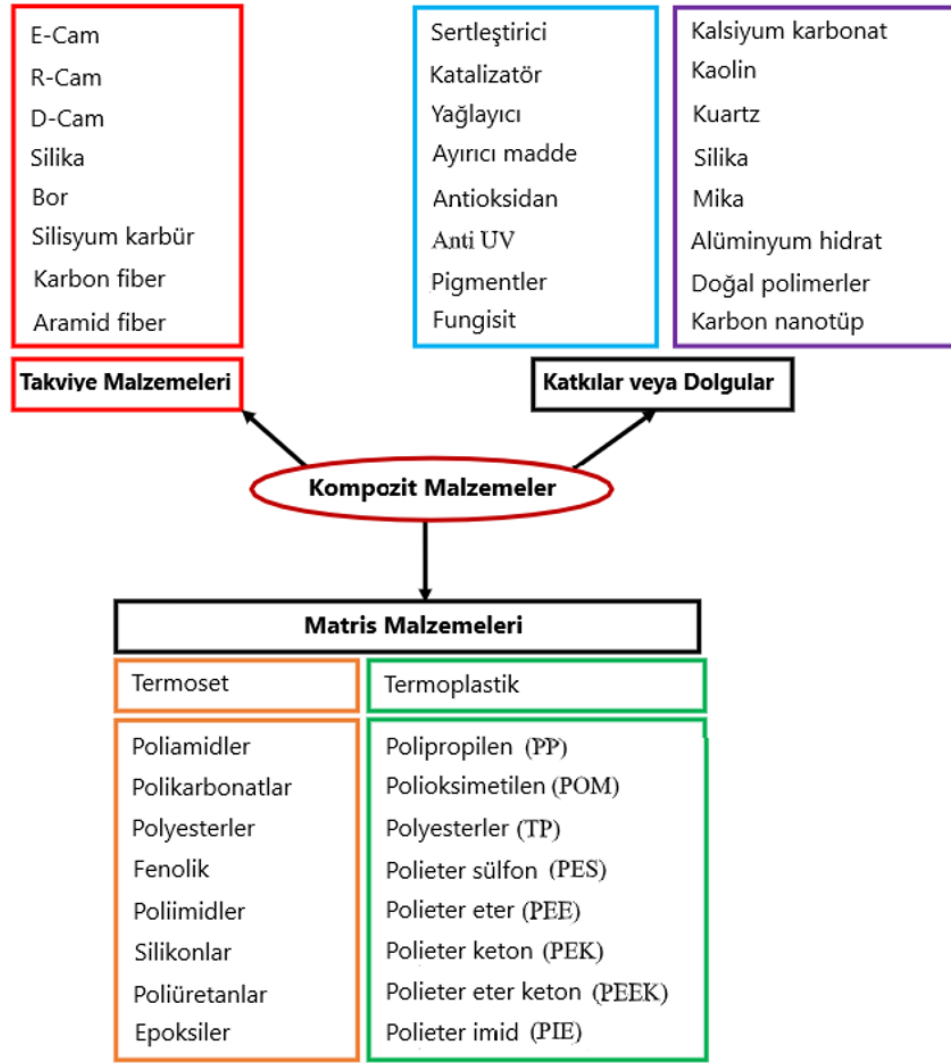 E-Cam
R-Cam
D-Cam
Silika
Bor
Silisyum karbür
Karbon fiber
Aramid fiber
Takviye Malzemeleri
Sertleştirici
Katalizatör
Yağlayıcı
Ayırıcı madde
Antioksidan
Anti UV
Pigmentler
Fungisit
Kalsiyum karbonat
Kaolin
Kuartz
Silika
Mika
Alüminyum hidrat
Doğal polimerler
Karbon nanotüp
Katkılar veya Dolgular
Kompozit Malzemeler
Matris Malzemeleri
Termoset
Poliamidler
Polikarbonatlar
Polyesterler
Fenolik
Poliimidler
Silikonlar
Poliüretanlar
Epoksiler
Termoplastik
Polipropilen (PP)
Polioksimetilen (POM)
Polyesterler (TP)
Polieter sülfon (PES)
Polieter eter (PEE)
Polieter keton (PEK)
Polieter eter keton (PEEK)
Polieter imid (PIE)